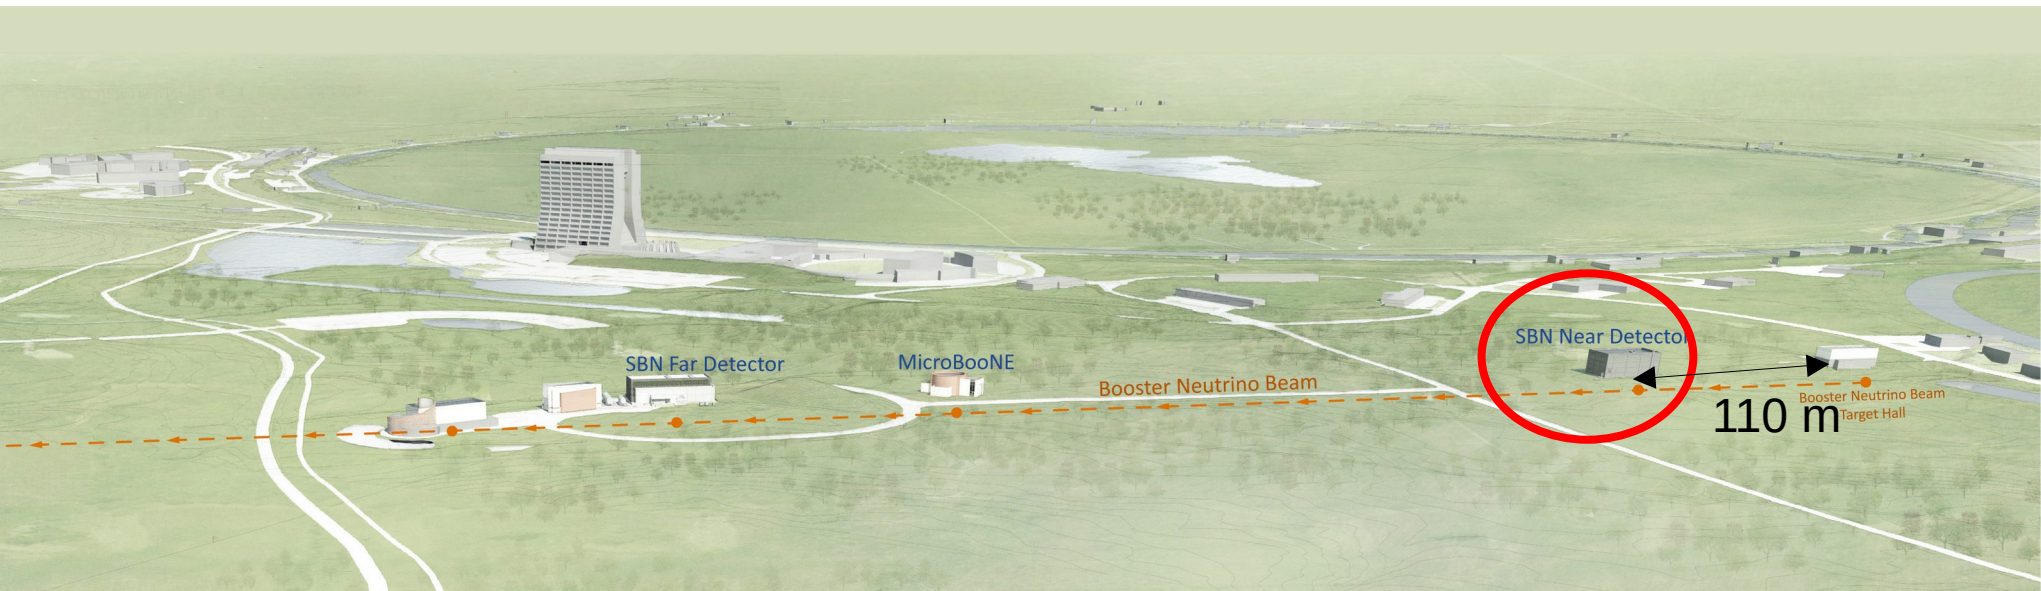 SBN Far Detector
MicroBooNE
Booster Neutrino Beam
SBN Near Detector
110 m
Booster Neutrino Beam
Target Hall